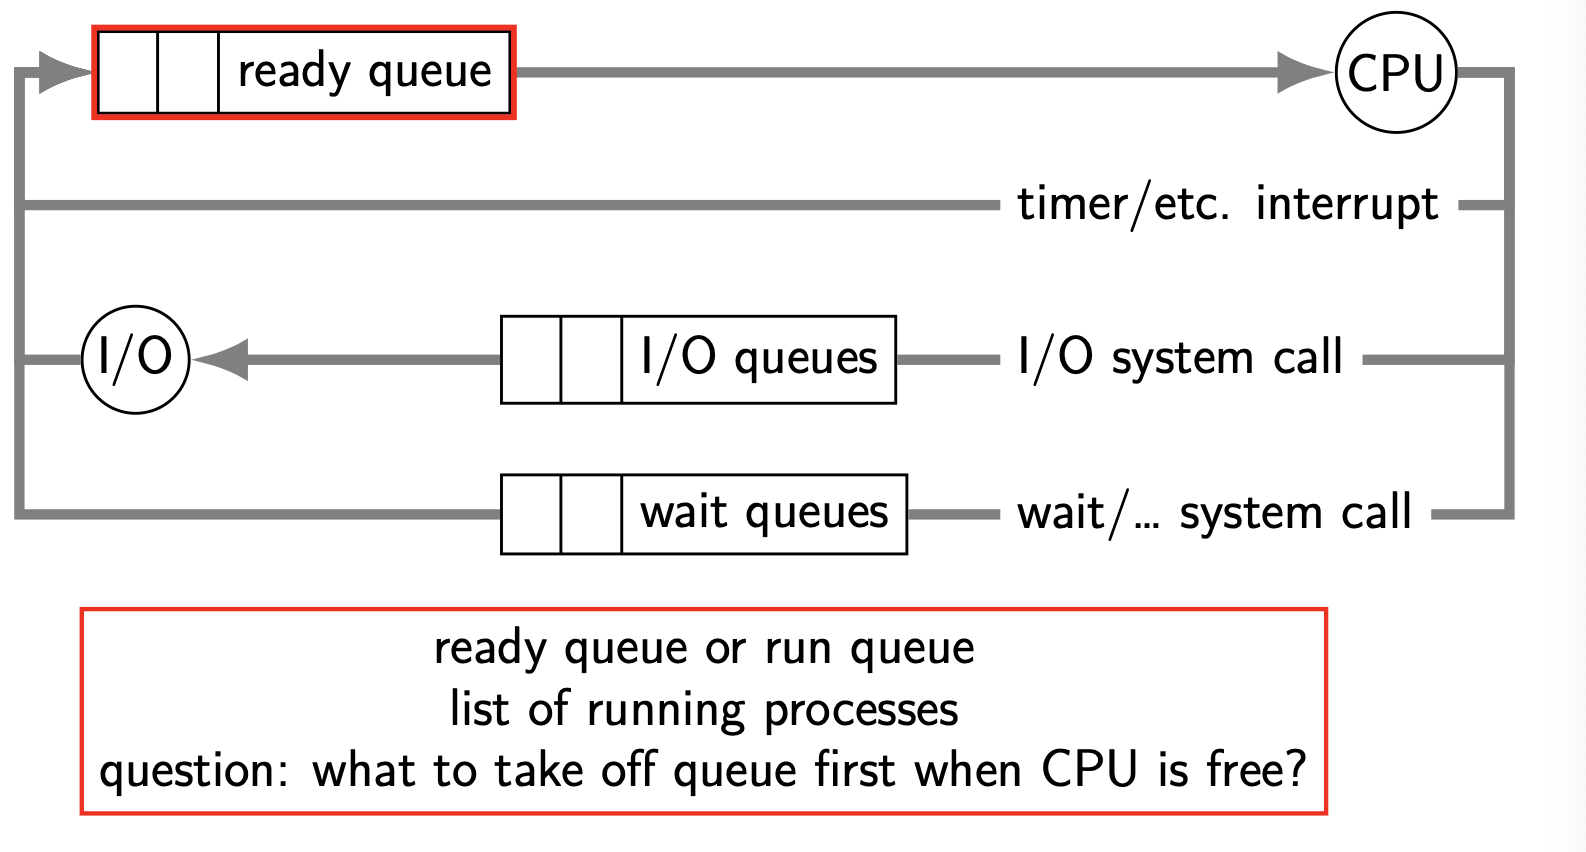 ready queue
CPU
timer/etc. interrupt
I/O
I/O queues
I/O system call
wait queues
wait/... system call
ready queue or run queue
list of running processes
question: what to take off queue first when CPU is free?